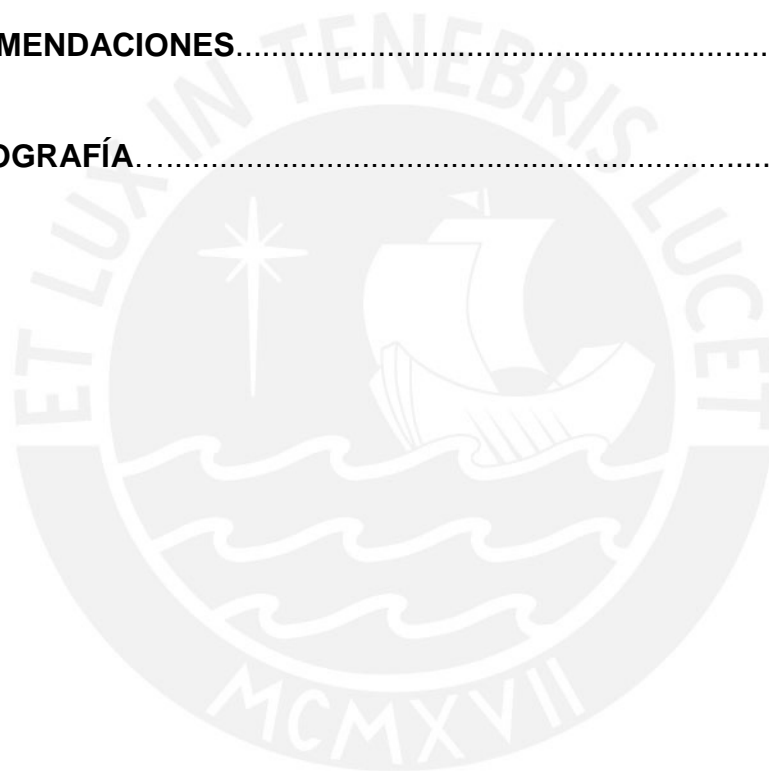 MENDACIONES……………………………………………………
OGRAFÍA……………………………………………………………
ET LUX IN TENEBRIS LUCET
MCMXVII